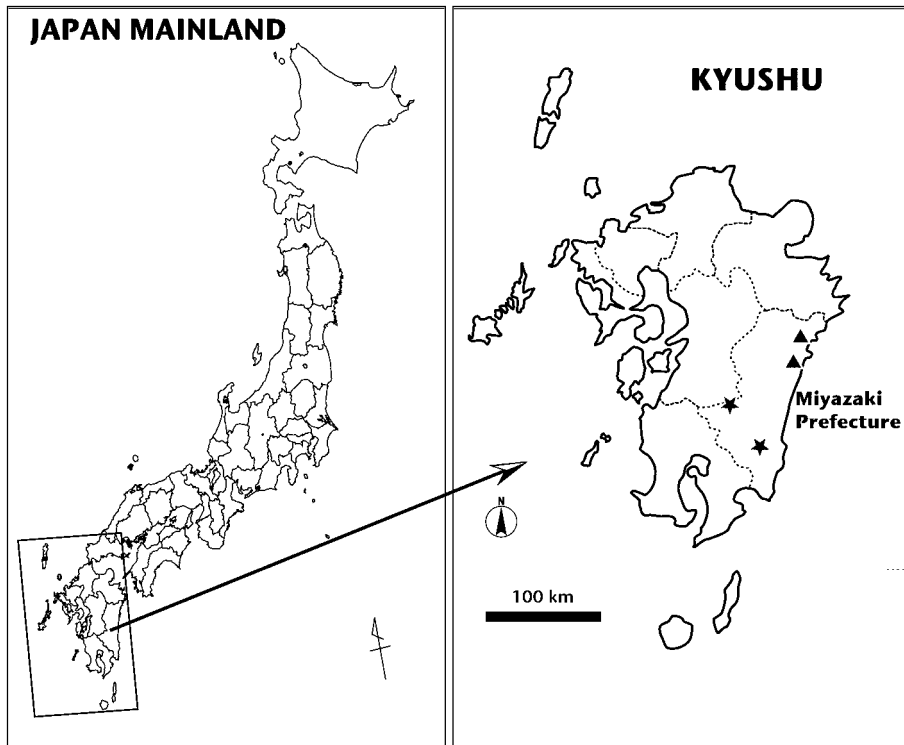 JAPAN MAINLAND
KYUSHU
Miyazaki
Prefecture
N
100 km